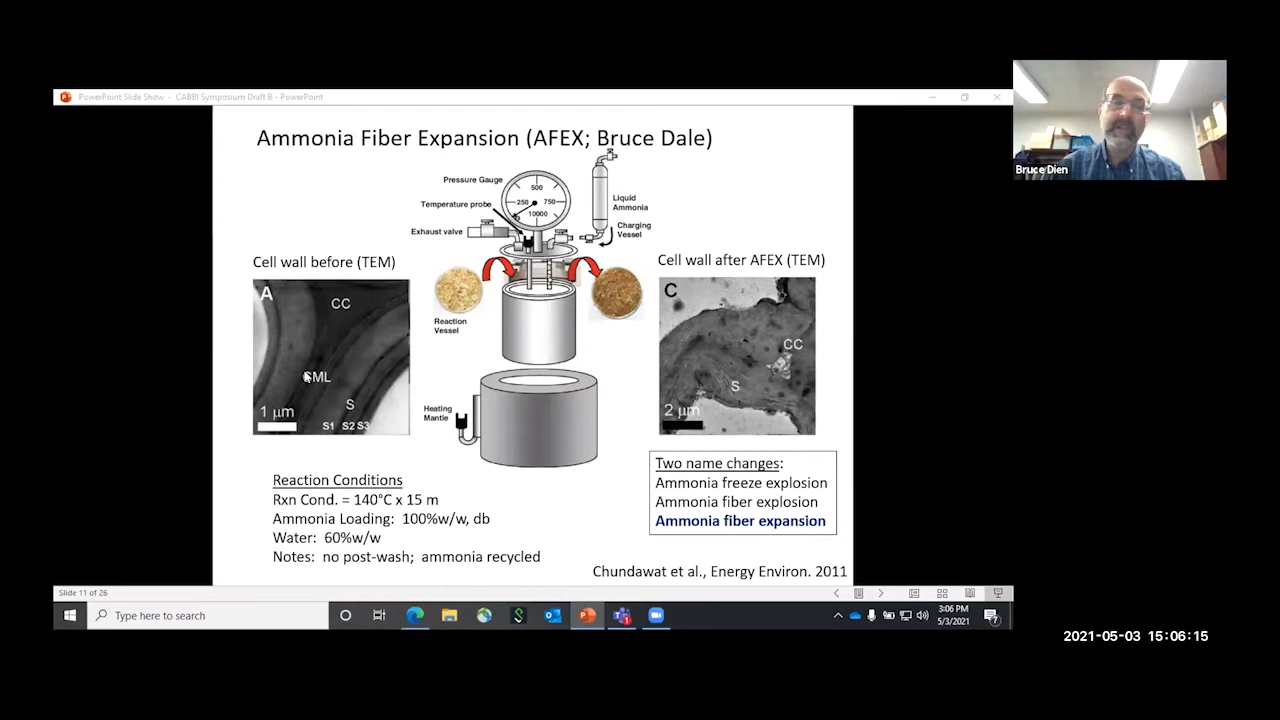 PowerPoint Slide Show - CABBI Symposium Draft B - PowerPoint
Ammonia Fiber Expansion (AFEX; Bruce Dale)
Pressure Gauge
500
250
750
10000
Temperature probe
Exhaust valve
Liquid
Ammonia
Charging
Vessel
Cell wall before (TEM)
A
CC
CML
S
1 μm
S1 S2 S3
Reaction
Vessel
Heating
Mantle
Cell wall after AFEX (TEM)
C
CC
S
2 μm
Reaction Conditions
Rxn Cond. = 140°C x 15 m
Ammonia Loading: 100%w/w, db
Water: 60%w/w
Notes: no post-wash; ammonia recycled
Two name changes:
Ammonia freeze explosion
Ammonia fiber explosion
Ammonia fiber expansion
Chundawat et al., Energy Environ. 2011
Slide 11 of 26
Type here to search
3:06 PM
5/3/2021
Bruce Dien
2021-05-03 15:06:15